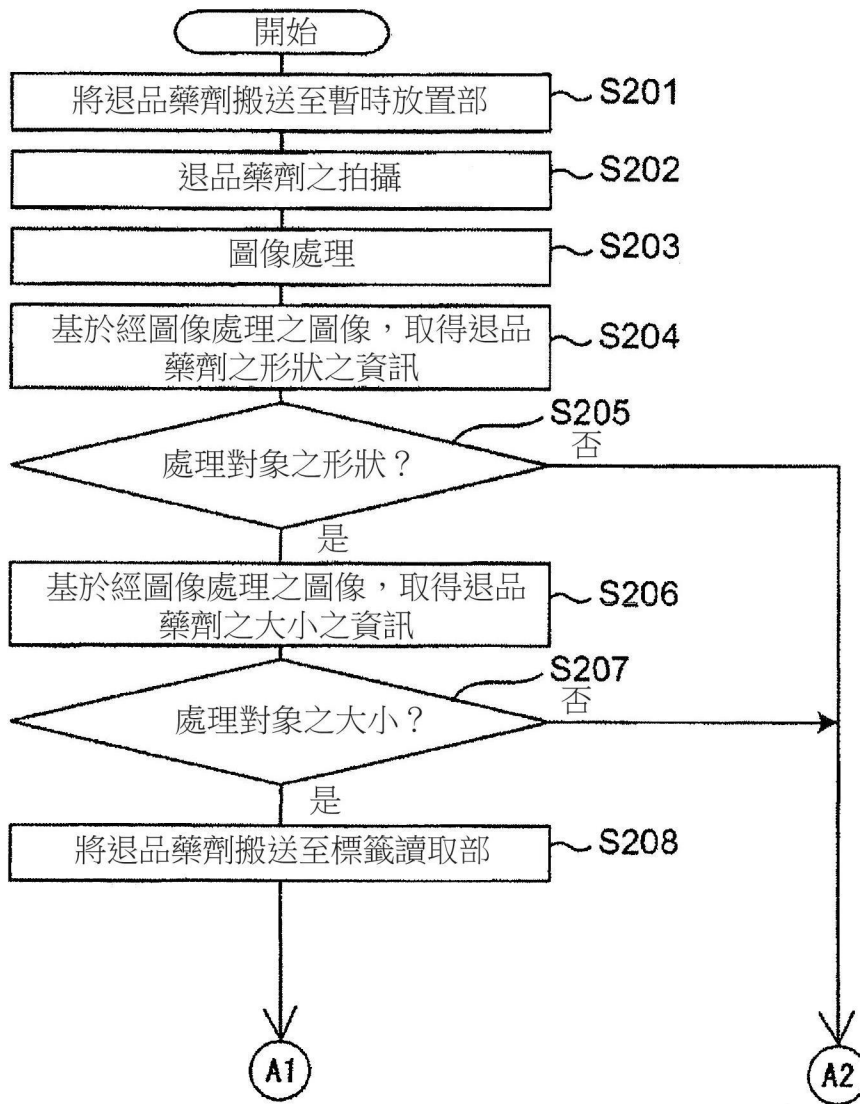 開始
將退品藥劑搬送至暫時放置部
S201
退品藥劑之拍攝
S202
圖像處理
S203
基於經圖像處理之圖像，取得退品
藥劑之形狀之資訊
S204
S205
處理對象之形狀？
否
是
基於經圖像處理之圖像，取得退品
藥劑之大小之資訊
S206
S207
處理對象之大小？
否
是
將退品藥劑搬送至標籤讀取部
S208
A1
A2